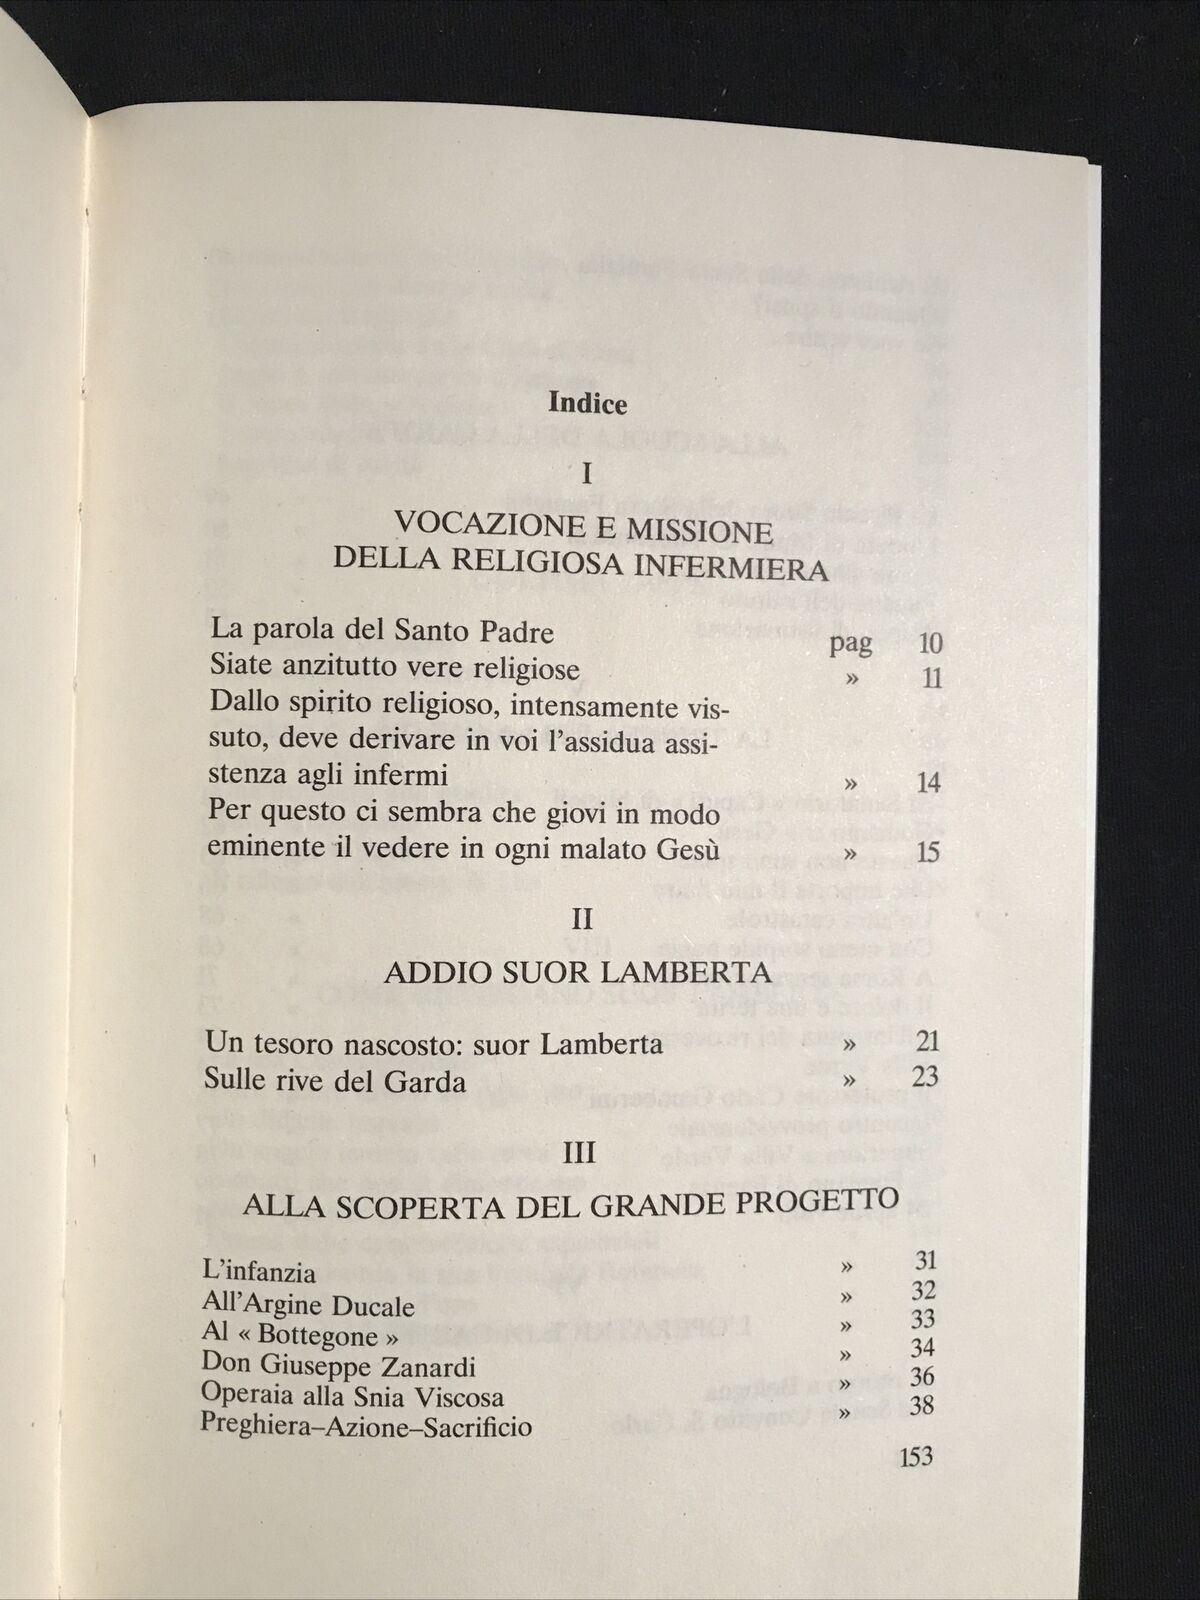 Indice
I
VOCAZIONE E MISSIONE
DELLA RELIGIOSA INFERMIERA
La parola del Santo Padre pag 10
Siate anzitutto vere religiose » 11
Dallo spirito religioso, intensamente vis-
suto, deve derivare in voi l'assidua assi-
stenza agli infermi » 14
Per questo ci sembra che giovi in modo
eminente il vedere in ogni malato Gesù » 15
II
ADDIO SUOR LAMBERTA
Un tesoro nascosto: suor Lamberta » 21
Sulle rive del Garda » 23
III
ALLA SCOPERTA DEL GRANDE PROGETTO
L'infanzia » 31
All'Argine Ducale » 32
Al « Bottegone » » 33
Don Giuseppe Zanardi » 34
Operaia alla Snia Viscosa » 36
Preghiera–Azione–Sacrificio » 38
153